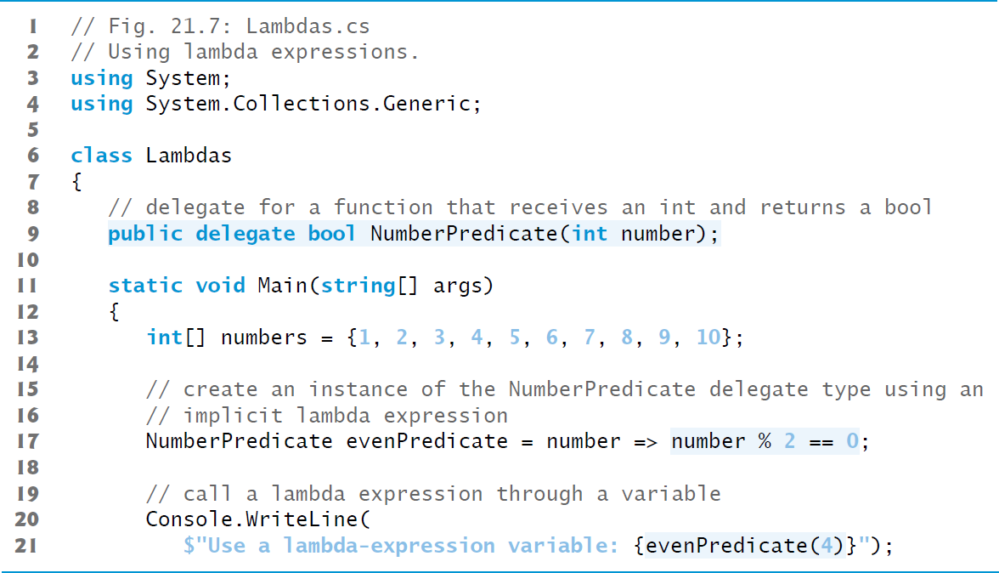 1 // Fig. 21.7: Lambdas.cs
2 // Using lambda expressions.
3 using System;
4 using System.Collections.Generic;
5
6 class Lambdas
7 {
8 // delegate for a function that receives an int and returns a bool
9 public delegate bool NumberPredicate(int number);
10
11 static void Main(string[] args)
12 {
13 int[] numbers = {1, 2, 3, 4, 5, 6, 7, 8, 9, 10};
14
15 // create an instance of the NumberPredicate delegate type using an
16 // implicit lambda expression
17 NumberPredicate evenPredicate = number => number % 2 == 0;
18
19 // call a lambda expression through a variable
20 Console.WriteLine(
21 $"Use a lambda-expression variable: {evenPredicate(4)}");